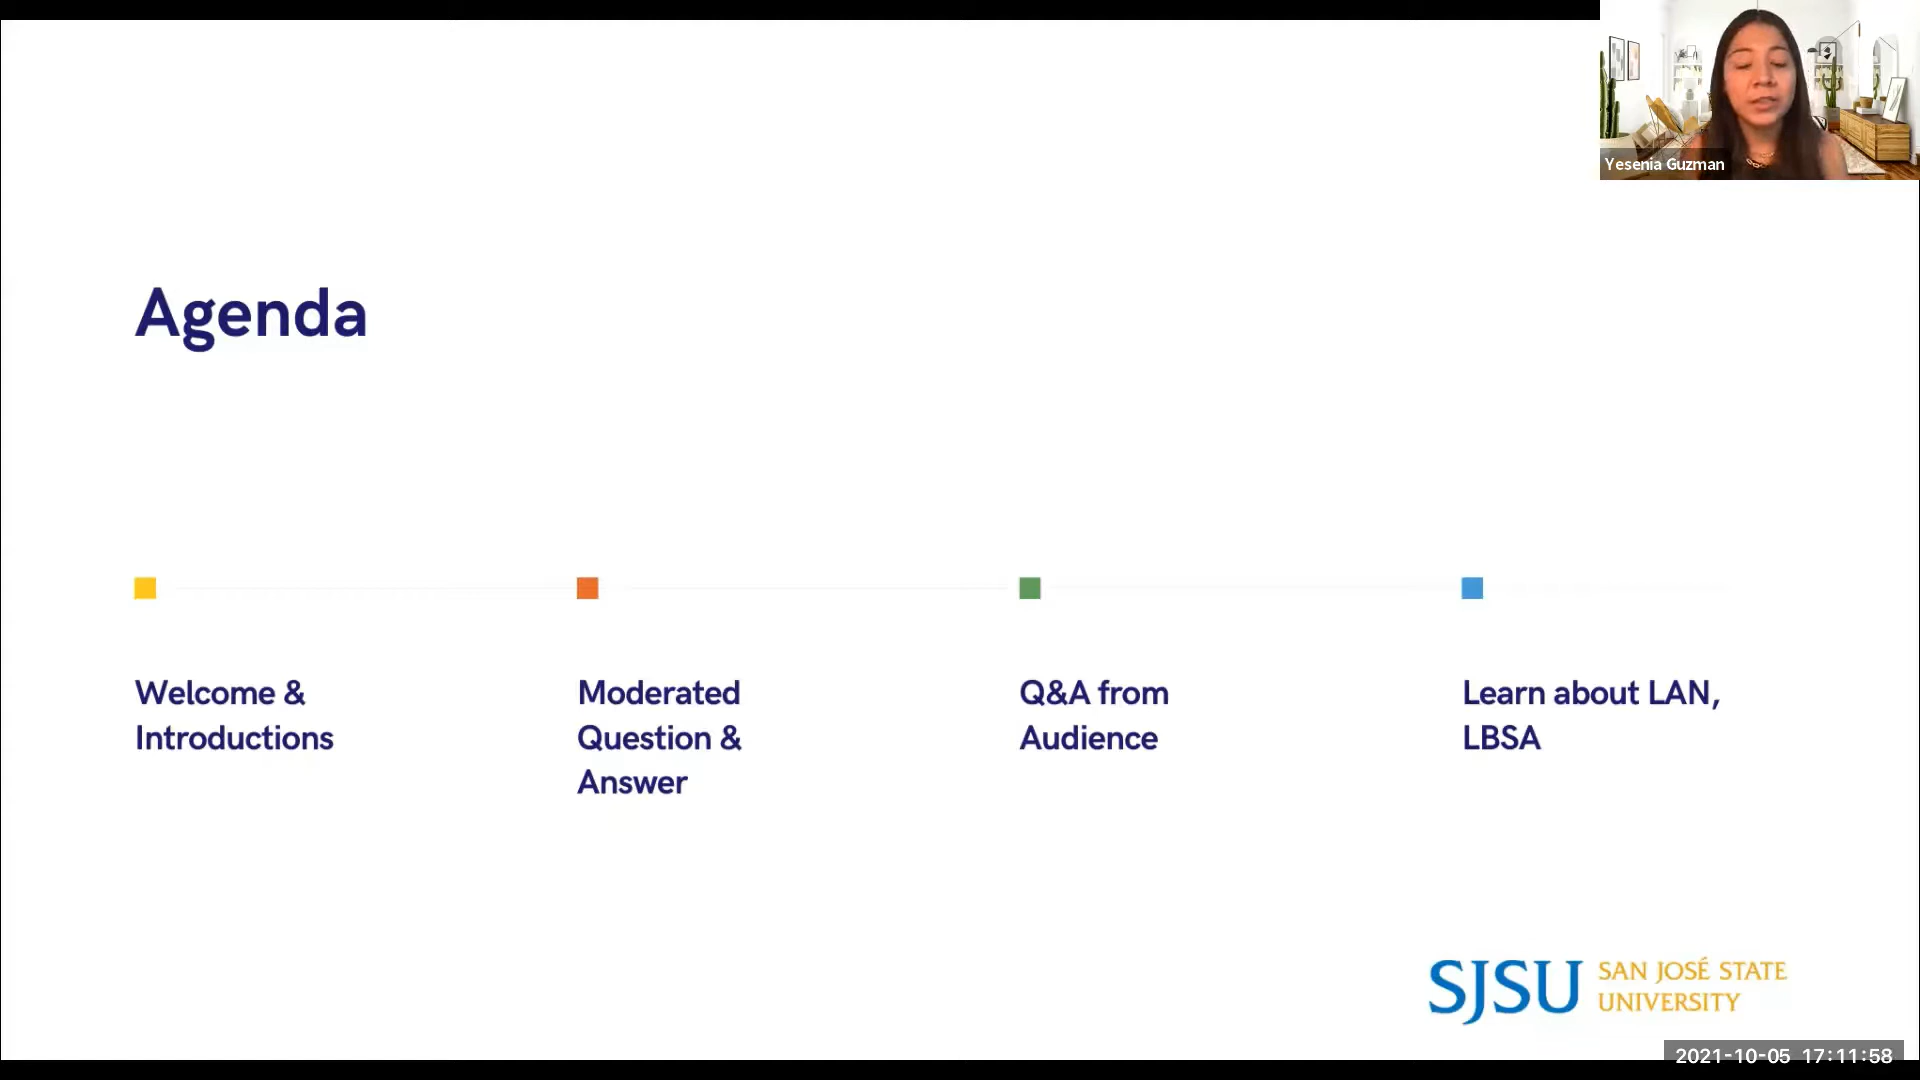 Yesenia Guzman
Agenda
Welcome &
Introductions
Moderated
Question &
Answer
Q&A from
Audience
Learn about LAN,
LBSA
SJSU
SAN JOSÉ STATE
UNIVERSITY
2021-10-05 17:11:58